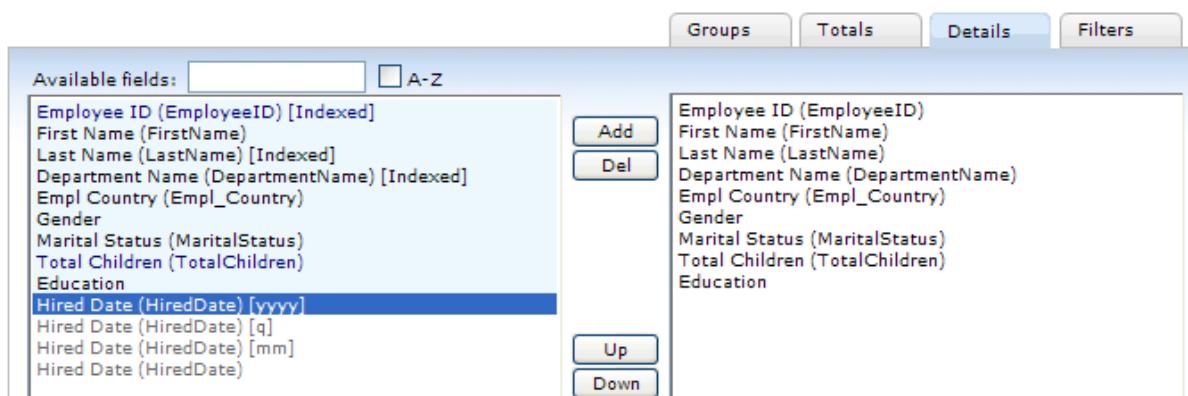 Groups Totals Details Filters
Available fields: A-Z
Employee ID (EmployeeID) [Indexed]
First Name (FirstName)
Last Name (LastName) [Indexed]
Department Name (DepartmentName) [Indexed]
Empl Country (Empl_Country)
Gender
Marital Status (MaritalStatus)
Total Children (TotalChildren)
Education
Hired Date (HiredDate) [yyyy]
Hired Date (HiredDate) [q]
Hired Date (HiredDate) [mm]
Hired Date (HiredDate)
Add
Del
Up
Down
Employee ID (EmployeeID)
First Name (FirstName)
Last Name (LastName)
Department Name (DepartmentName)
Empl Country (Empl_Country)
Gender
Marital Status (MaritalStatus)
Total Children (TotalChildren)
Education